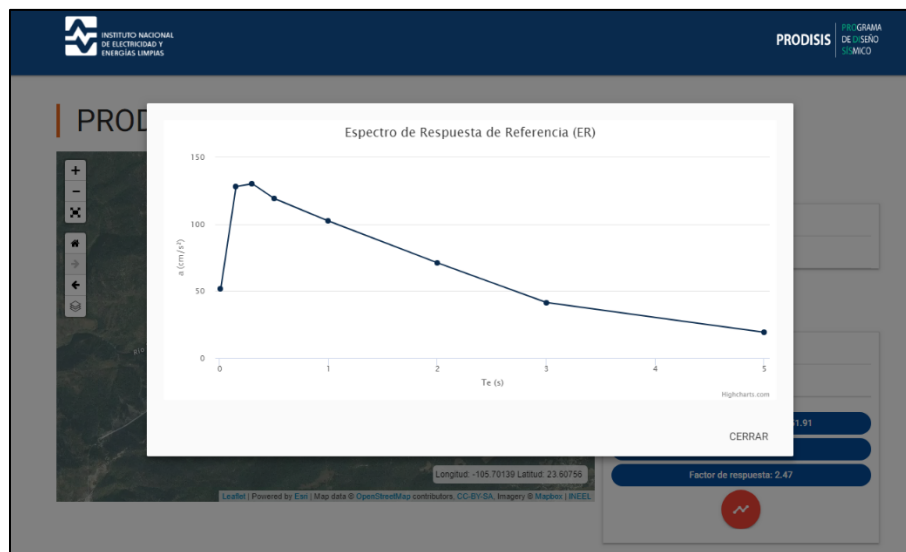 INSTITUTO NACIONAL
DE ELECTRICIDAD Y
ENERGÍAS LIMPIAS
PRODISIS
PROGRAMA
DE DISEÑO
SÍSMICO
PROD
Espectro de Respuesta de Referencia (ER)
150
100
50
0
a (cm/s²)
0 1 2 3 4 5
Te (s)
Highcharts.com
CERRAR
+
−
Longitud: -105.70139 Latitud: 23.60756
Leaflet | Powered by Esri | Map data © OpenStreetMap contributors, CC-BY-SA, Imagery © Mapbox | INEEL
51.91
Factor de respuesta: 2.47